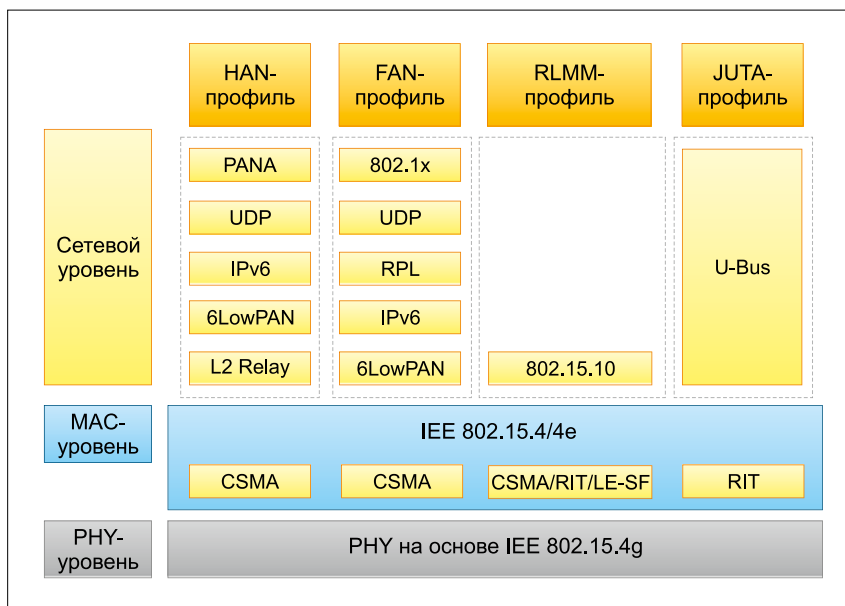 HAN-
профиль
FAN-
профиль
RLMM-
профиль
JUTA-
профиль
Сетевой
уровень
PANA
UDP
IPv6
6LowPAN
L2 Relay
802.1x
UDP
RPL
IPv6
6LowPAN
802.15.10
U-Bus
MAC-
уровень
IEE 802.15.4/4e
CSMA
CSMA
CSMA/RIT/LE-SF
RIT
PHY-
уровень
PHY на основе IEE 802.15.4g